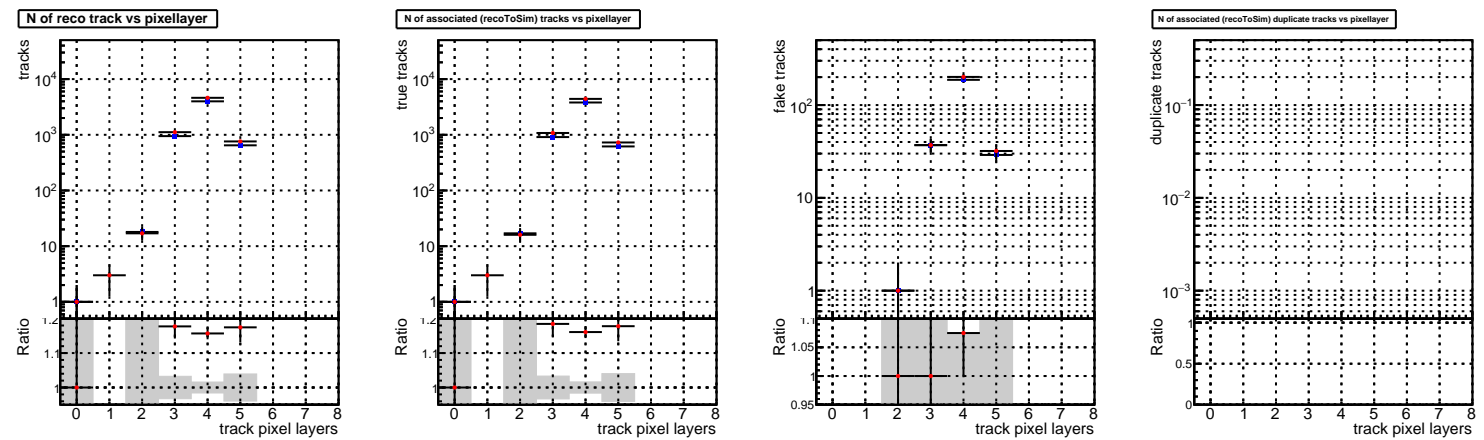 N of reco track vs pixellayer
tracks
10^4
10^3
10^2
10
1
Ratio
1.2
1.1
1
0 1 2 3 4 5 6 7 8
track pixel layers
N of associated (recoToSim) tracks vs pixellayer
true tracks
10^4
10^3
10^2
10
1
Ratio
1.2
1.1
1
0 1 2 3 4 5 6 7 8
track pixel layers
fake tracks
10^2
10
1
Ratio
1.1
1.05
1
0.95
0 1 2 3 4 5 6 7 8
track pixel layers
N of associated (recoToSim) duplicate tracks vs pixellayer
duplicate tracks
10^−1
10^−2
10^−3
Ratio
1
0.5
0
0 1 2 3 4 5 6 7 8
track pixel layers